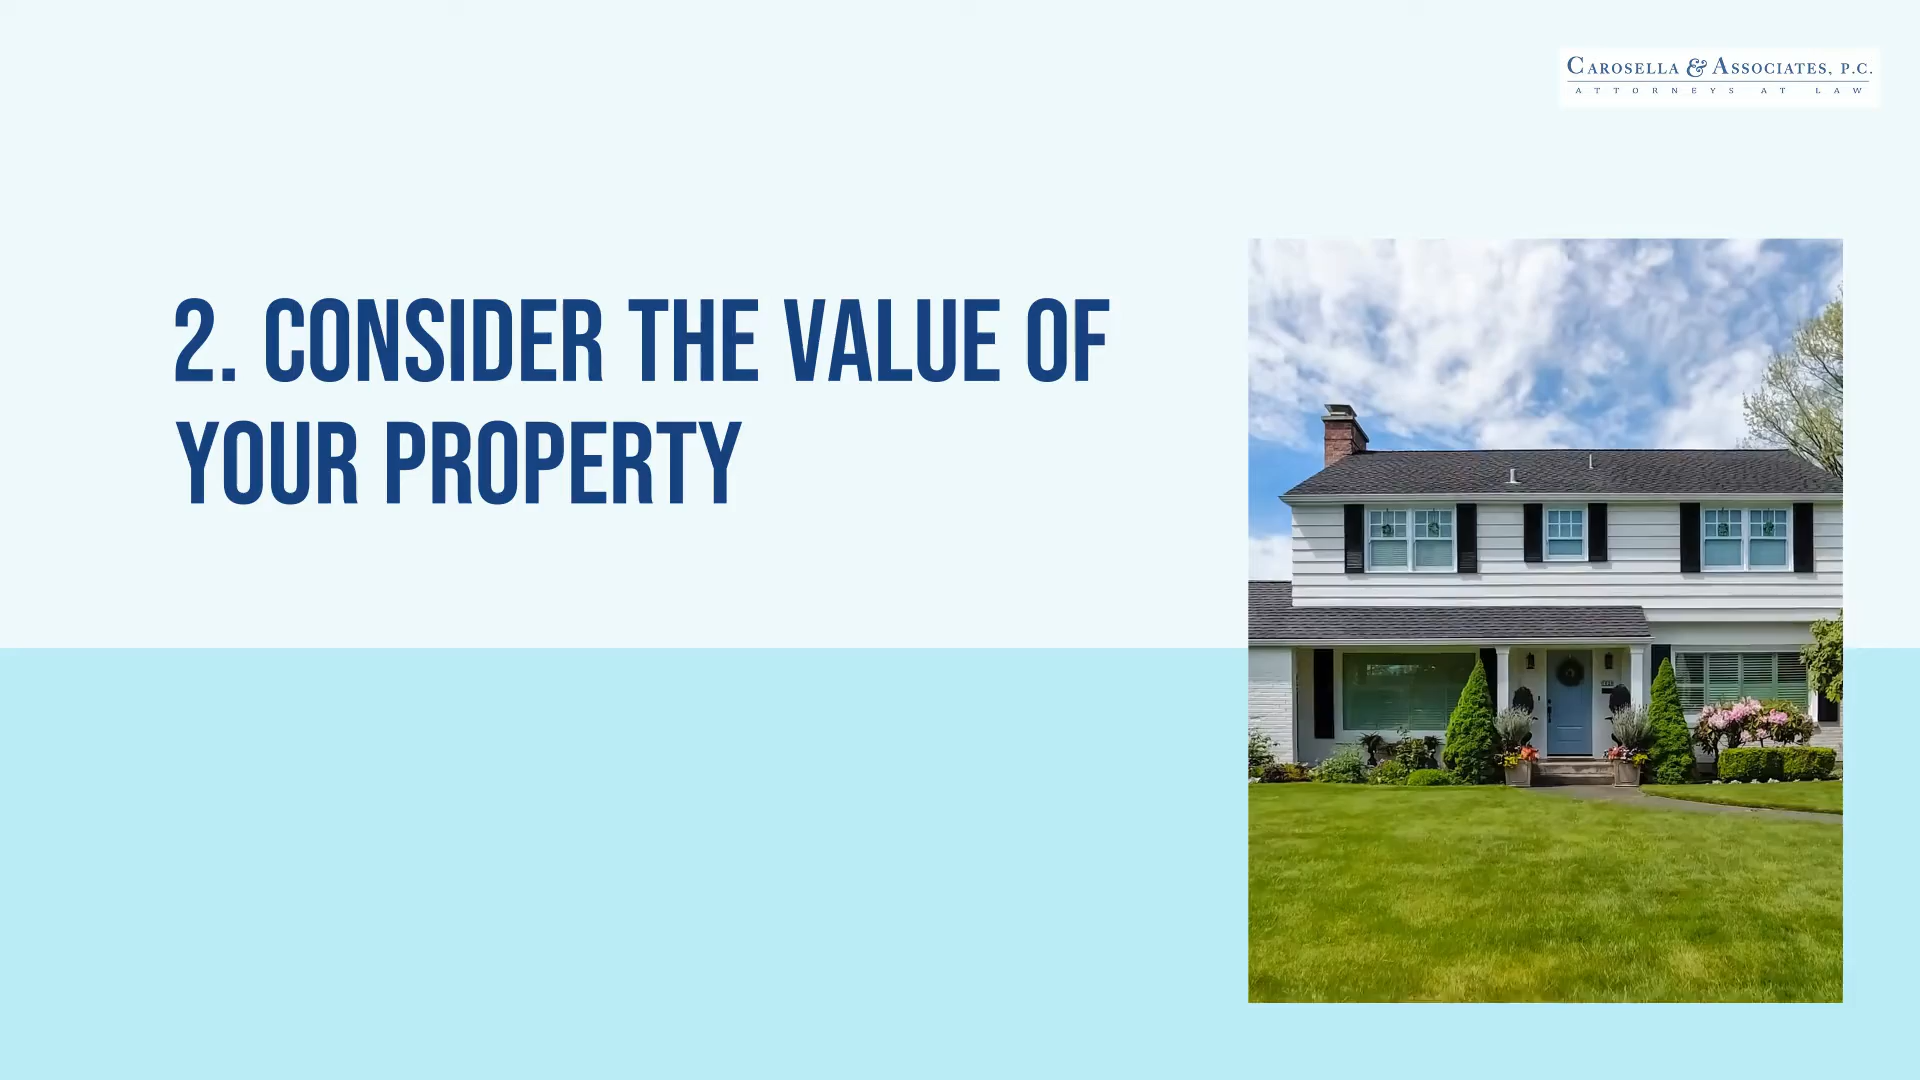 CAROSELLA & ASSOCIATES, P.C.
ATTORNEYS AT LAW
2. CONSIDER THE VALUE OF
YOUR PROPERTY